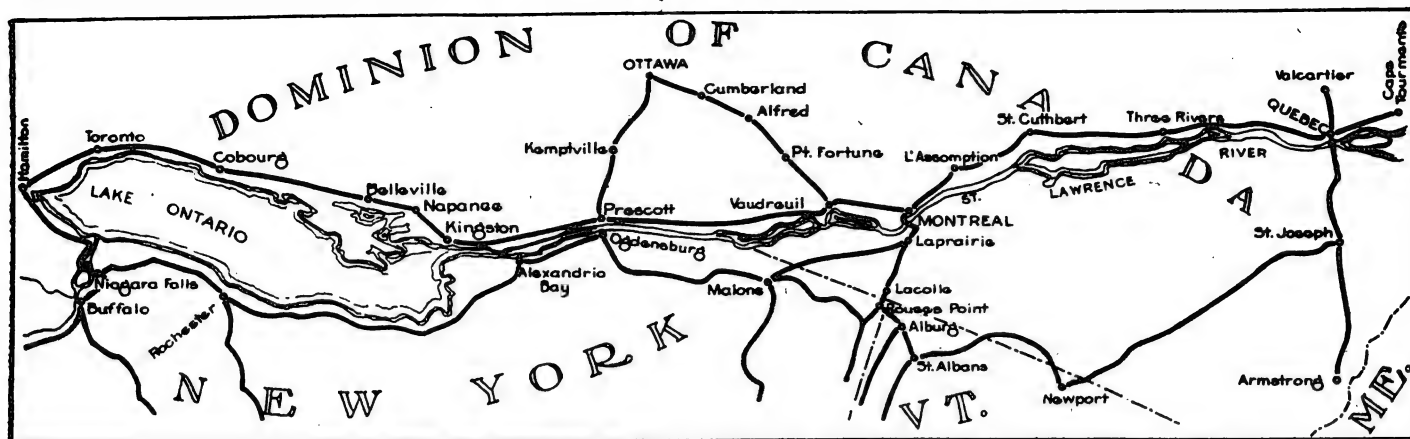 DOMINION OF CANADA
OTTAWA
Cumberland
Alfred
Pt. Fortune
Kemptville
Hamilton
Toronto
Cobourg
Belleville
Napanee
Kingston
Prescott
Vaudreuil
L'Assomption
St. Cuthbert
Three Rivers
Valcartier
QUEBEC
Cape
Tourmente
LAKE ONTARIO
ST. LAWRENCE RIVER
MONTREAL
Laprairie
Ogdensburg
Alexandria
Bay
Malone
Lacolle
Rouses Point
Alburg
St. Albans
Newport
St. Joseph
Armstrong
Niagara Falls
Buffalo
Rochester
NEW YORK
VT.
ME.